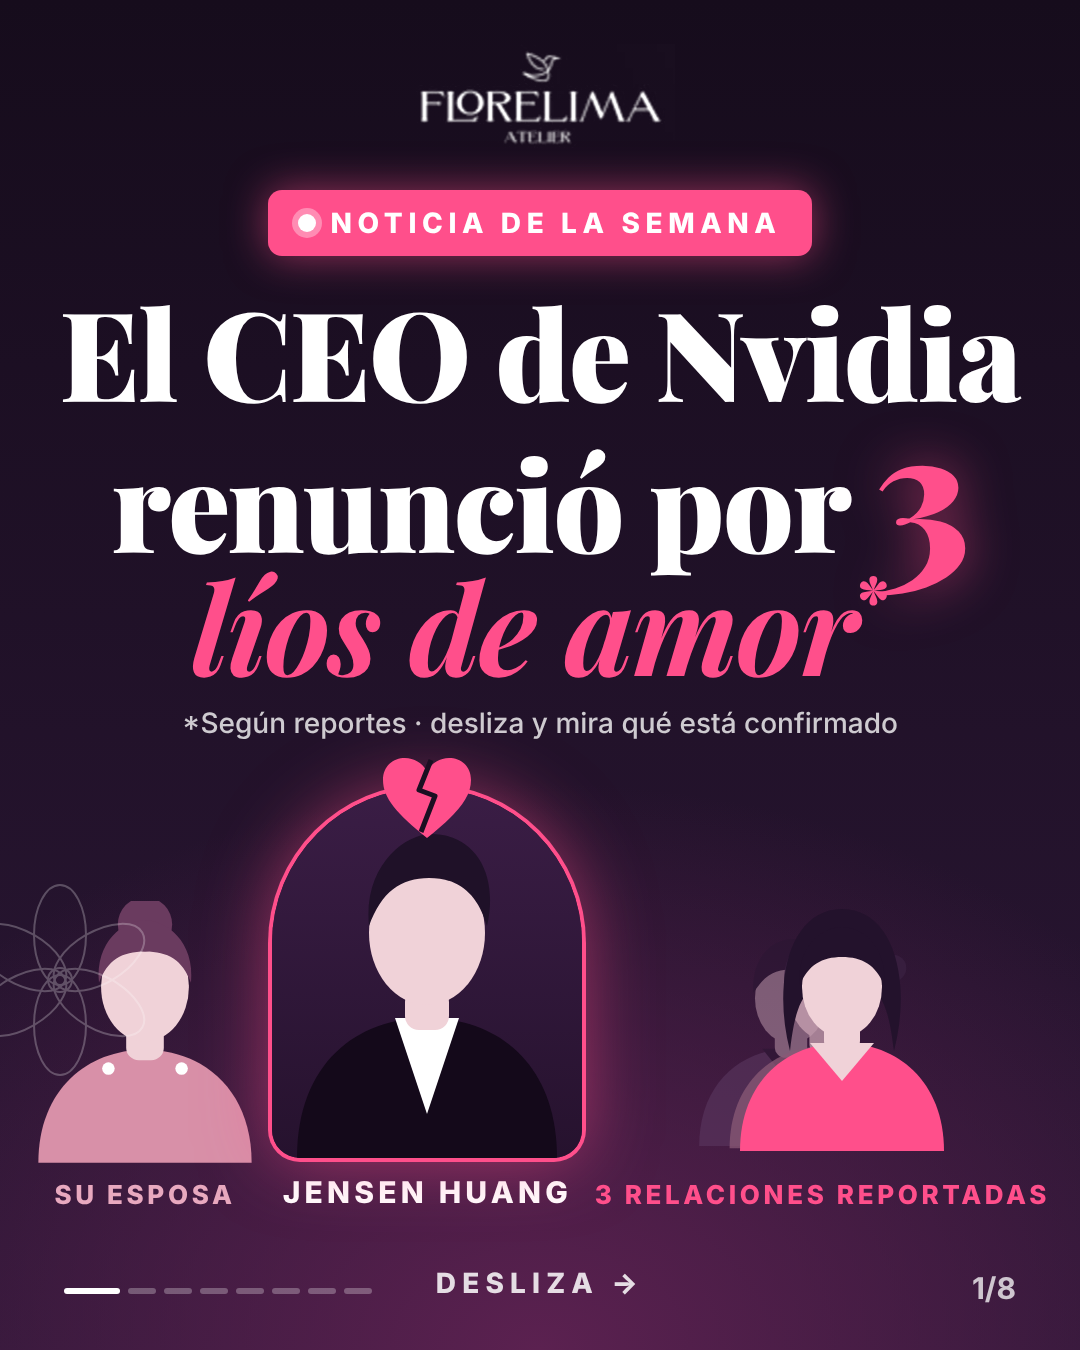 FLORELIMA
ATELIER
NOTICIA DE LA SEMANA
El CEO de Nvidia
renunció por 3
líos de amor*
*Según reportes · desliza y mira qué está confirmado
SU ESPOSA
JENSEN HUANG
3 RELACIONES REPORTADAS
DESLIZA →
1/8